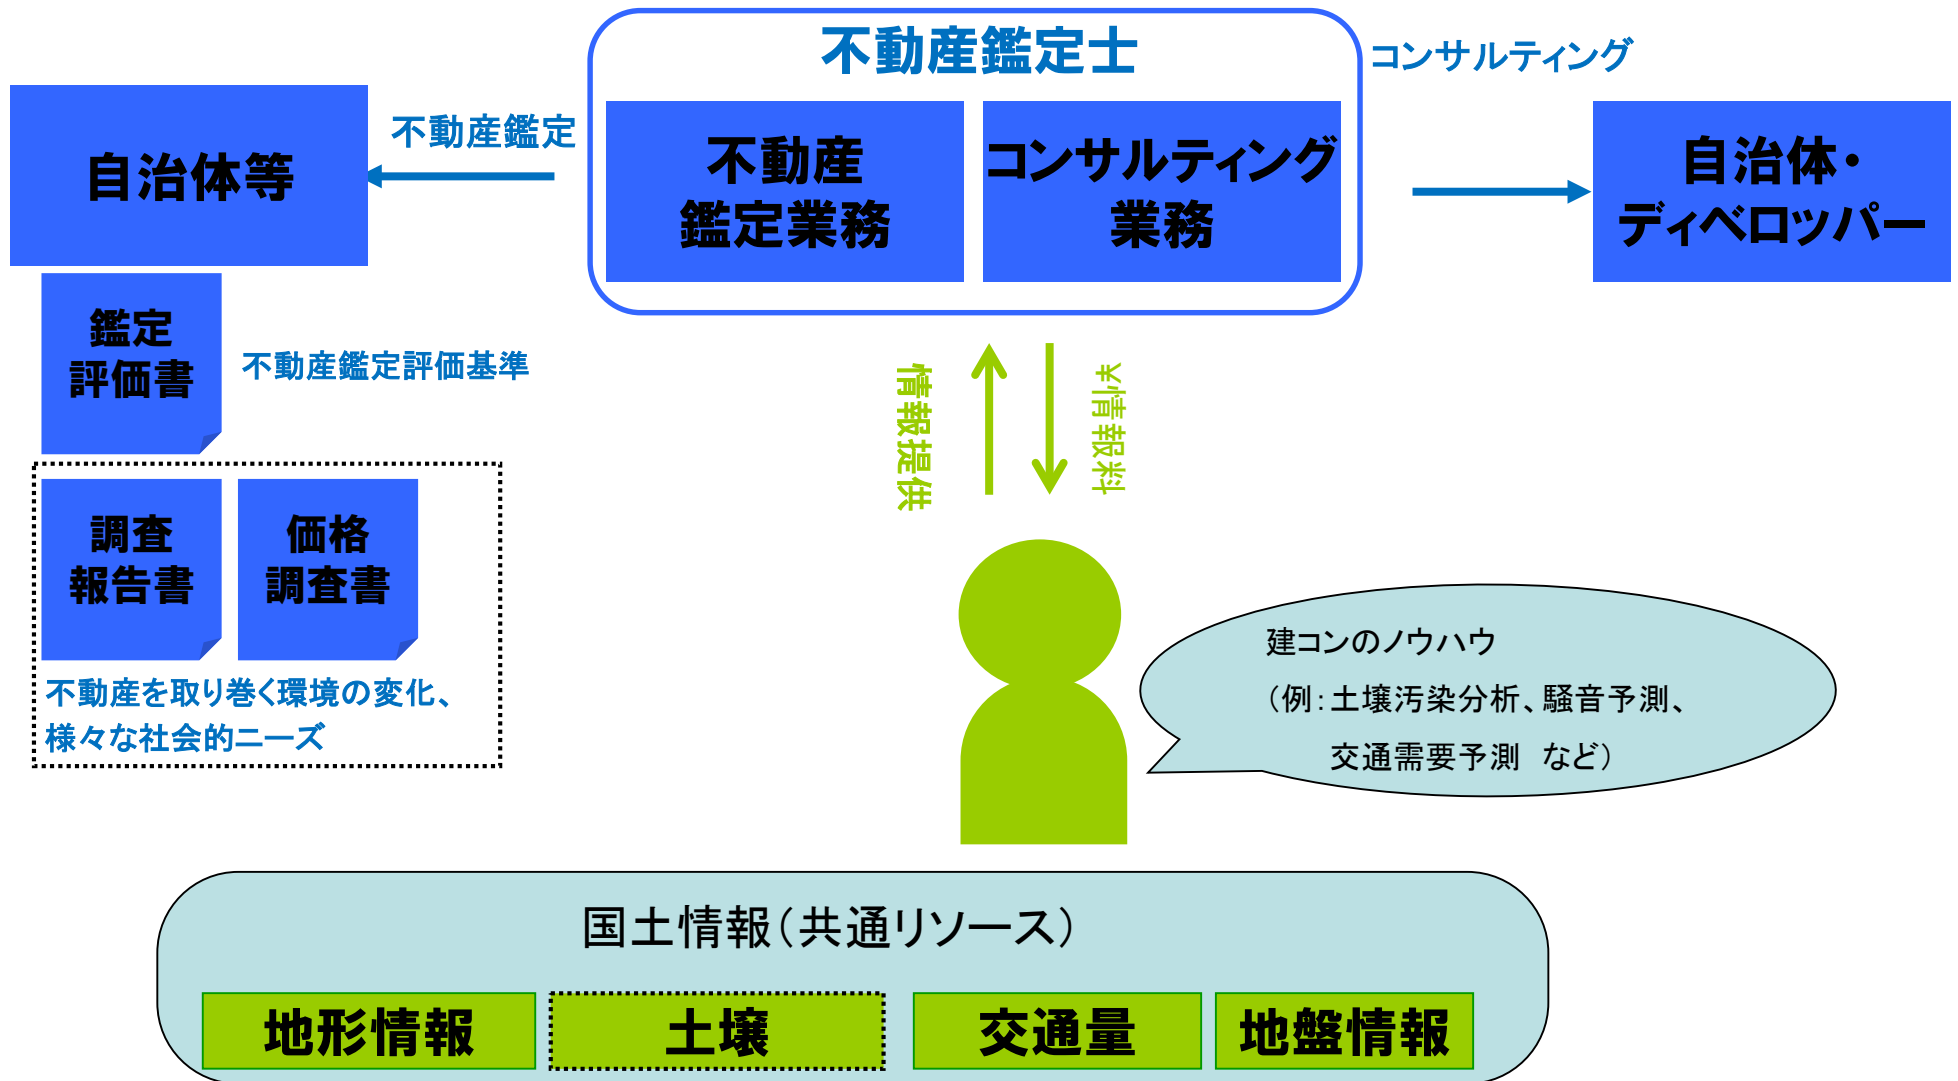 不動産鑑定士
コンサルティング
自治体等
不動産鑑定
不動産
鑑定業務
コンサルティング
業務
自治体・
ディベロッパー
鑑定
評価書
不動産鑑定評価基準
情報提供
¥情報料
調査
報告書
価格
調査書
不動産を取り巻く環境の変化、
様々な社会的ニーズ
建コンのノウハウ
（例：土壌汚染分析、騒音予測、
交通需要予測　など）
国土情報（共通リソース）
地形情報
土壌
交通量
地盤情報